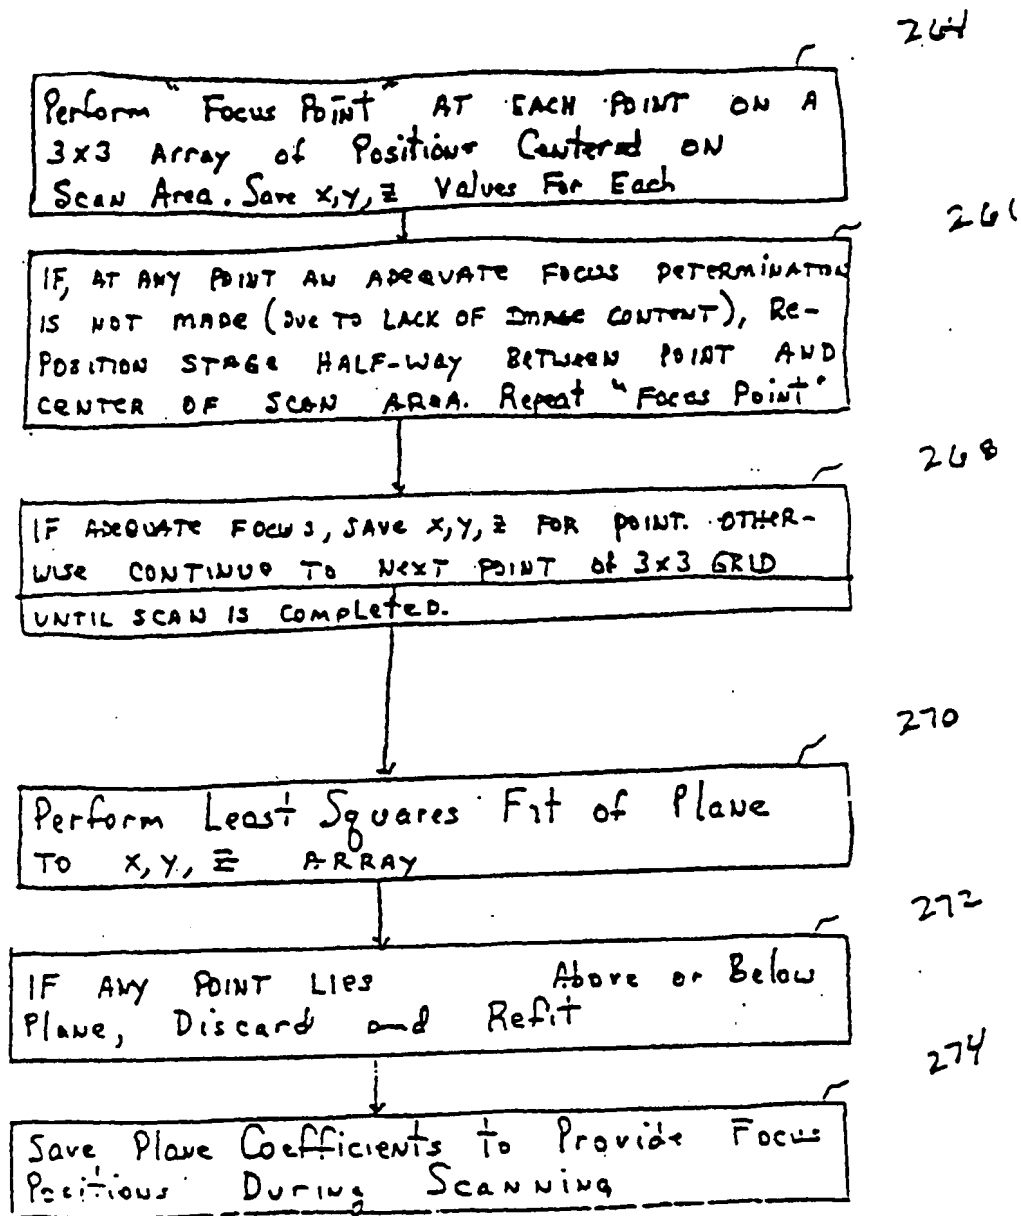 264
Perform "Focus Point" AT EACH POINT ON A
3x3 Array of Positions Centered ON
Scan Area. Save x, y, z Values For Each
266
IF, AT ANY POINT AN ADEQUATE FOCUS DETERMINATION
IS NOT MADE (DUE TO LACK OF IMAGE CONTENT), RE-
POSITION STAGE HALF-WAY BETWEEN POINT AND
CENTER OF SCAN AREA. Repeat "Focus Point"
268
IF ADEQUATE FOCUS, SAVE X, Y, Z FOR POINT. OTHER-
WISE CONTINUE TO NEXT POINT of 3x3 GRID
UNTIL SCAN IS COMPLETED.
270
Perform Least Squares Fit of Plane
TO X, Y, Z ARRAY
272
IF ANY POINT LIES Above or Below
Plane, Discard and Refit
274
Save Plane Coefficients to Provide Focus
Positions During Scanning